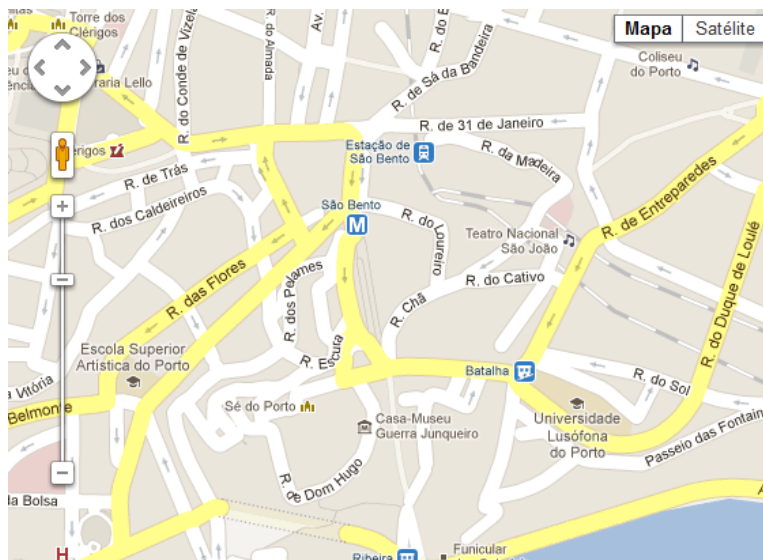 Torre dos
Clérigos
R. do Conde de Vizela
R. do Almada
Av.
R. de Sá da Bandeira
Mapa
Satélite
Coliseu
do Porto
Lello
R. de 31 de Janeiro
Estação de
São Bento
R. da Madeira
R. de Trás
R. dos Caldeireiros
São Bento
M
R. do Loureiro
Teatro Nacional
São João
R. de Entreparedes
R. das Flores
R. dos Pelames
R. do Cativo
R. Chã
R. do Duque de Loulé
Escola Superior
Artistica do Porto
R. Escura
Batalha
R. do Sol
Vitória
Belmonte
Sé do Porto
Casa-Museu
Guerra Junqueiro
Universidade
Lusófona
do Porto
Passeio das
R. de Dom Hugo
da Bolsa
H
Ribeira
Funicular